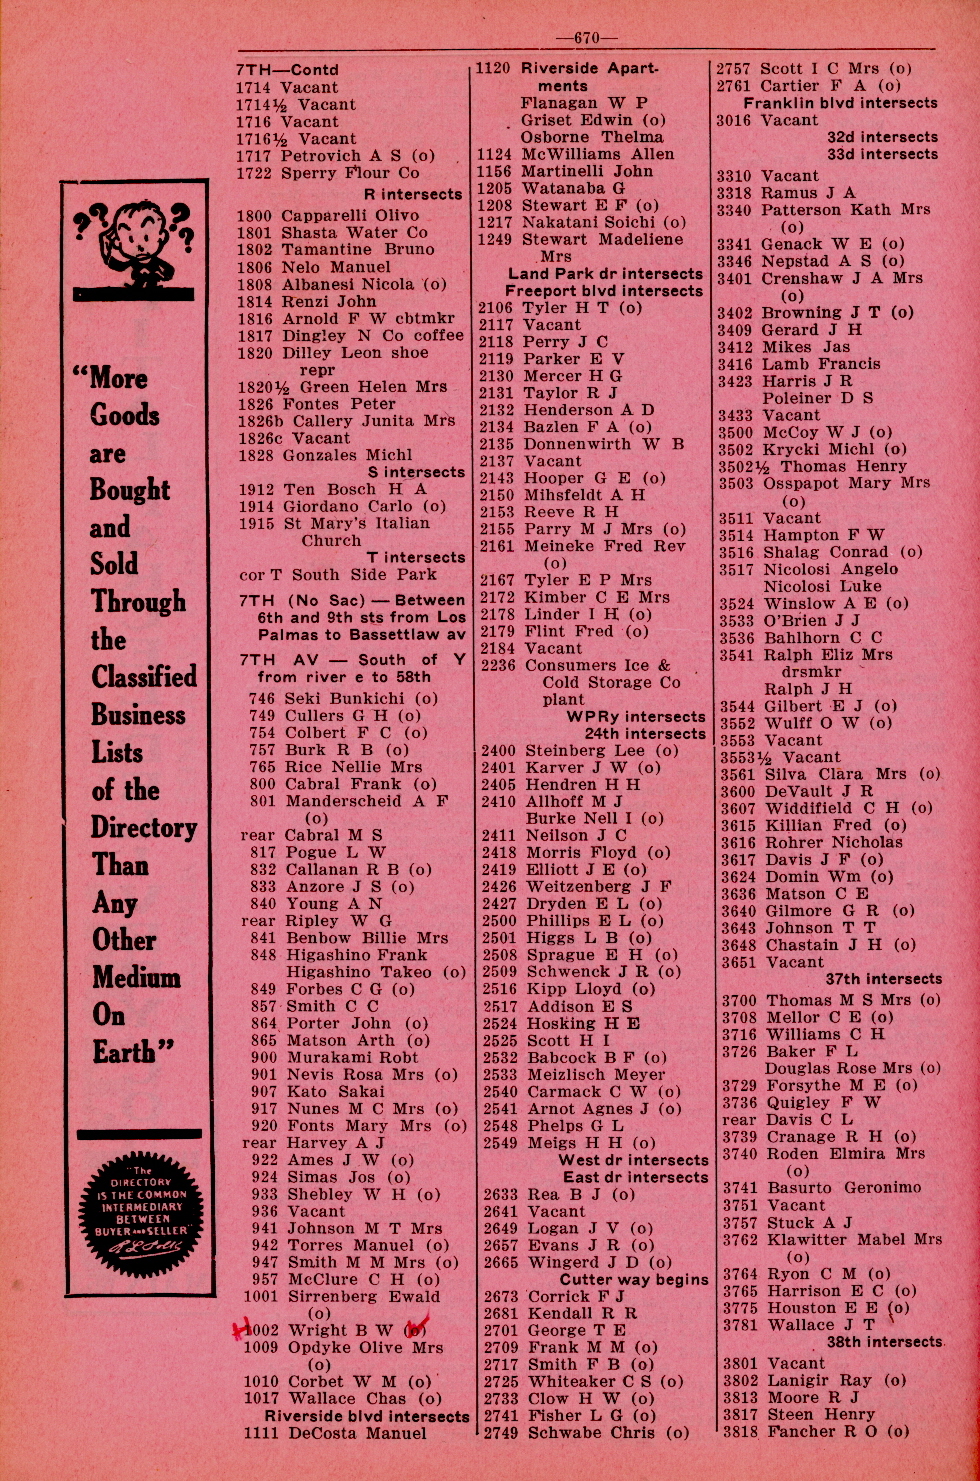 —670—
? ? ? ?
“More
Goods
are
Bought
and
Sold
Through
the
Classified
Business
Lists
of the
Directory
Than
Any
Other
Medium
On
Earth”
"The
DIRECTORY
IS THE COMMON
INTERMEDIARY
BETWEEN
BUYER AND SELLER"
7TH—Contd
1714 Vacant
1714½ Vacant
1716 Vacant
1716½ Vacant
1717 Petrovich A S (o)
1722 Sperry Flour Co
R intersects
1800 Capparelli Olivo
1801 Shasta Water Co
1802 Tamantine Bruno
1806 Nelo Manuel
1808 Albanesi Nicola (o)
1814 Renzi John
1816 Arnold F W cbtmkr
1817 Dingley N Co coffee
1820 Dilley Leon shoe
repr
1820½ Green Helen Mrs
1826 Fontes Peter
1826b Callery Junita Mrs
1826c Vacant
1828 Gonzales Michl
S intersects
1912 Ten Bosch H A
1914 Giordano Carlo (o)
1915 St Mary's Italian
Church
T intersects
cor T South Side Park
7TH (No Sac) — Between
6th and 9th sts from Los
Palmas to Bassettlaw av
7TH AV — South of Y
from river e to 58th
746 Seki Bunkichi (o)
749 Cullers G H (o)
754 Colbert F C (o)
757 Burk R B (o)
765 Rice Nellie Mrs
800 Cabral Frank (o)
801 Manderscheid A F
(o)
rear Cabral M S
817 Pogue L W
832 Callanan R B (o)
833 Anzore J S (o)
840 Young A N
rear Ripley W G
841 Benbow Billie Mrs
848 Higashino Frank
Higashino Takeo (o)
849 Forbes C G (o)
857 Smith C C
864 Porter John (o)
865 Matson Arth (o)
900 Murakami Robt
901 Nevis Rosa Mrs (o)
907 Kato Sakai
917 Nunes M C Mrs (o)
920 Fonts Mary Mrs (o)
rear Harvey A J
922 Ames J W (o)
924 Simas Jos (o)
933 Shebley W H (o)
936 Vacant
941 Johnson M T Mrs
942 Torres Manuel (o)
947 Smith M M Mrs (o)
957 McClure C H (o)
1001 Sirrenberg Ewald
(o)
1002 Wright B W (o)
1009 Opdyke Olive Mrs
(o)
1010 Corbet W M (o)
1017 Wallace Chas (o)
Riverside blvd intersects
1111 DeCosta Manuel
1120 Riverside Apart-
ments
Flanagan W P
Griset Edwin (o)
Osborne Thelma
1124 McWilliams Allen
1156 Martinelli John
1205 Watanaba G
1208 Stewart E F (o)
1217 Nakatani Soichi (o)
1249 Stewart Madeliene
Mrs
Land Park dr intersects
Freeport blvd intersects
2106 Tyler H T (o)
2117 Vacant
2118 Perry J C
2119 Parker E V
2130 Mercer H G
2131 Taylor R J
2132 Henderson A D
2134 Bazlen F A (o)
2135 Donnenwirth W B
2137 Vacant
2143 Hooper G E (o)
2150 Mihsfeldt A H
2153 Reeve R H
2155 Parry M J Mrs (o)
2161 Meineke Fred Rev
(o)
2167 Tyler E P Mrs
2172 Kimber C E Mrs
2178 Linder I H (o)
2179 Flint Fred (o)
2184 Vacant
2236 Consumers Ice &
Cold Storage Co
plant
WPRy intersects
24th intersects
2400 Steinberg Lee (o)
2401 Karver J W (o)
2405 Hendren H H
2410 Allhoff M J
Burke Nell I (o)
2411 Neilson J C
2418 Morris Floyd (o)
2419 Elliott J E (o)
2426 Weitzenberg J F
2427 Dryden E L (o)
2500 Phillips E L (o)
2501 Higgs L B (o)
2508 Sprague E H (o)
2509 Schwenck J R (o)
2516 Kipp Lloyd (o)
2517 Addison E S
2524 Hosking H E
2525 Scott H I
2532 Babcock B F (o)
2533 Meizlisch Meyer
2540 Carmack C W (o)
2541 Arnot Agnes J (o)
2548 Phelps G L
2549 Meigs H H (o)
West dr intersects
East dr intersects
2633 Rea B J (o)
2641 Vacant
2649 Logan J V (o)
2657 Evans J R (o)
2665 Wingerd J D (o)
Cutter way begins
2673 Corrick F J
2681 Kendall R R
2701 George T E
2709 Frank M M (o)
2717 Smith F B (o)
2725 Whiteaker C S (o)
2733 Clow H W (o)
2741 Fisher L G (o)
2749 Schwabe Chris (o)
2757 Scott I C Mrs (o)
2761 Cartier F A (o)
Franklin blvd intersects
3016 Vacant
32d intersects
33d intersects
3310 Vacant
3318 Ramus J A
3340 Patterson Kath Mrs
(o)
3341 Genack W E (o)
3346 Nepstad A S (o)
3401 Crenshaw J A Mrs
(o)
3402 Browning J T (o)
3409 Gerard J H
3412 Mikes Jas
3416 Lamb Francis
3423 Harris J R
Poleiner D S
3433 Vacant
3500 McCoy W J (o)
3502 Krycki Michl (o)
3502½ Thomas Henry
3503 Osspapot Mary Mrs
(o)
3511 Vacant
3514 Hampton F W
3516 Shalag Conrad (o)
3517 Nicolosi Angelo
Nicolosi Luke
3524 Winslow A E (o)
3533 O'Brien J J
3536 Bahlhorn C C
3541 Ralph Eliz Mrs
drsmkr
Ralph J H
3544 Gilbert E J (o)
3552 Wulff O W (o)
3553 Vacant
3553½ Vacant
3561 Silva Clara Mrs (o)
3600 DeVault J R
3607 Widdifield C H (o)
3615 Killian Fred (o)
3616 Rohrer Nicholas
3617 Davis J F (o)
3624 Domin Wm (o)
3636 Matson C E
3640 Gilmore G R (o)
3643 Johnson T T
3648 Chastain J H (o)
3651 Vacant
37th intersects
3700 Thomas M S Mrs (o)
3708 Mellor C E (o)
3716 Williams C H
3726 Baker F L
Douglas Rose Mrs (o)
3729 Forsythe M E (o)
3736 Quigley F W
rear Davis C L
3739 Cranage R H (o)
3740 Roden Elmira Mrs
(o)
3741 Basurto Geronimo
3751 Vacant
3757 Stuck A J
3762 Klawitter Mabel Mrs
(o)
3764 Ryon C M (o)
3765 Harrison E C (o)
3775 Houston E E (o)
3781 Wallace J T
38th intersects
3801 Vacant
3802 Lanigir Ray (o)
3813 Moore R J
3817 Steen Henry
3818 Fancher R O (o)